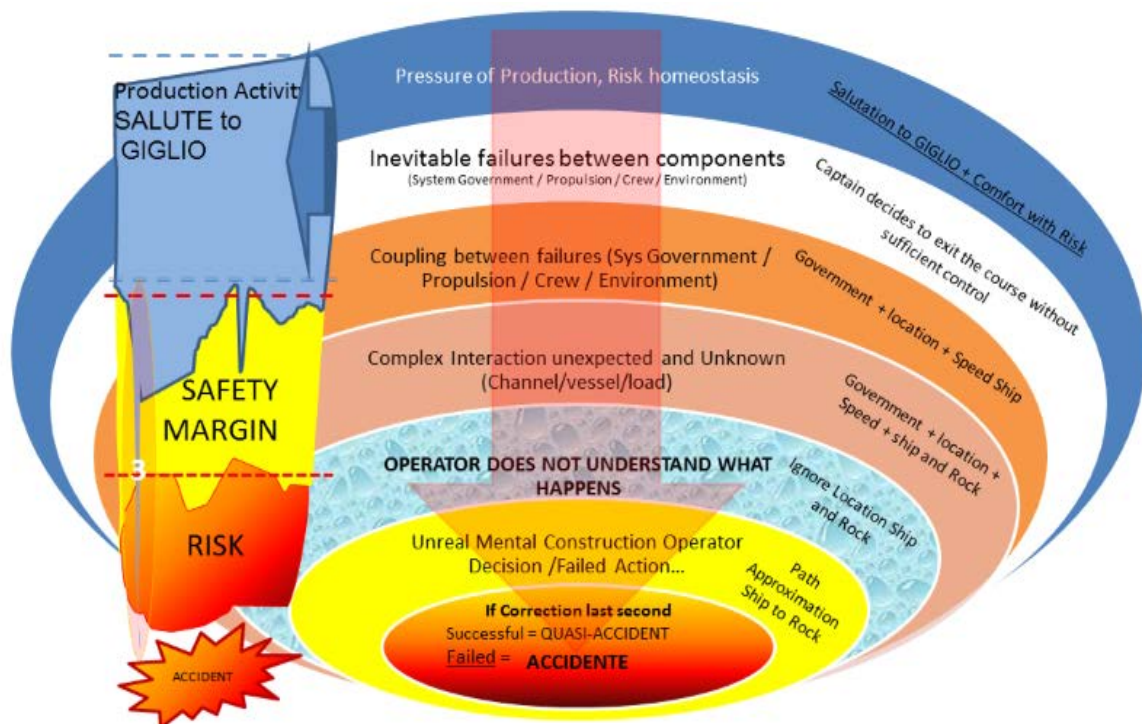 Production Activit
SALUTE to
GIGLIO
SAFETY
MARGIN
3
RISK
ACCIDENT
Pressure of Production, Risk homeostasis
Salutation to GIGLIO + Comfort with Risk
Inevitable failures between components
(System Government / Propulsion / Crew / Environment)
Captain decides to exit the course without
sufficient control
Coupling between failures (Sys Government /
Propulsion / Crew / Environment)
Government + location + Speed Ship
Complex Interaction unexpected and Unknown
(Channel/vessel/load)
Government + location +
Speed + ship and Rock
OPERATOR DOES NOT UNDERSTAND WHAT
HAPPENS
Ignore Location Ship
and Rock
Unreal Mental Construction Operator
Decision /Failed Action...
Path
Approximation
Ship to Rock
If Correction last second
Successful = QUASI-ACCIDENT
Failed = ACCIDENTE